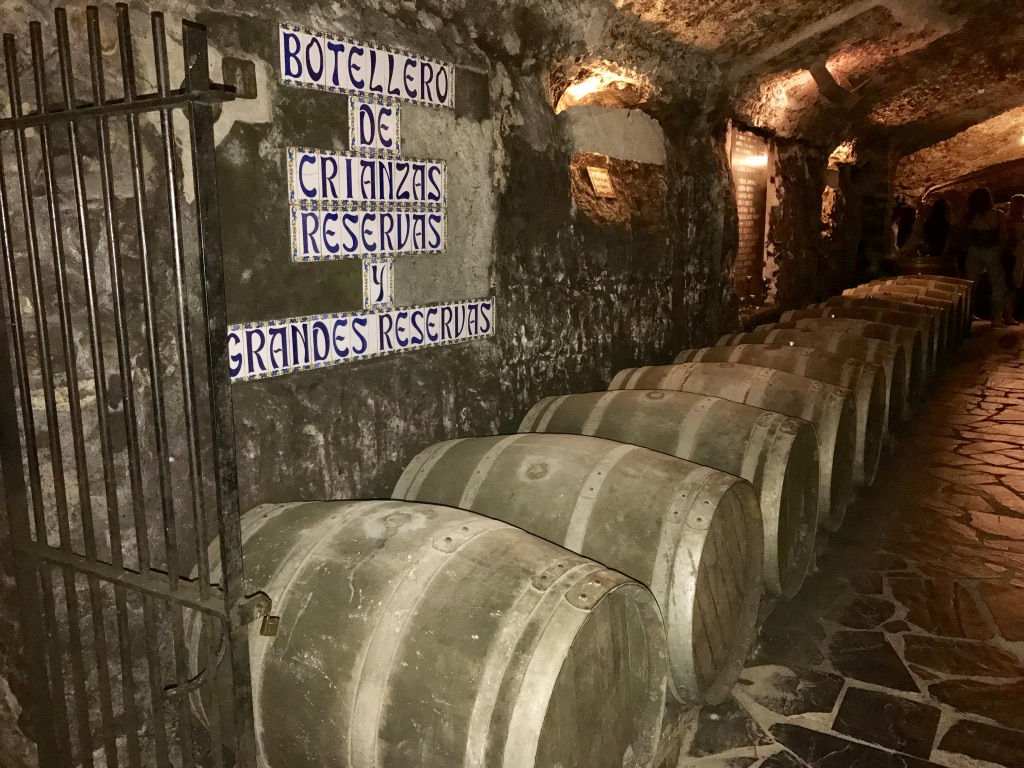 BOTELLERO
DE
CRIANZAS
RESERVAS
Y
GRANDES RESERVAS